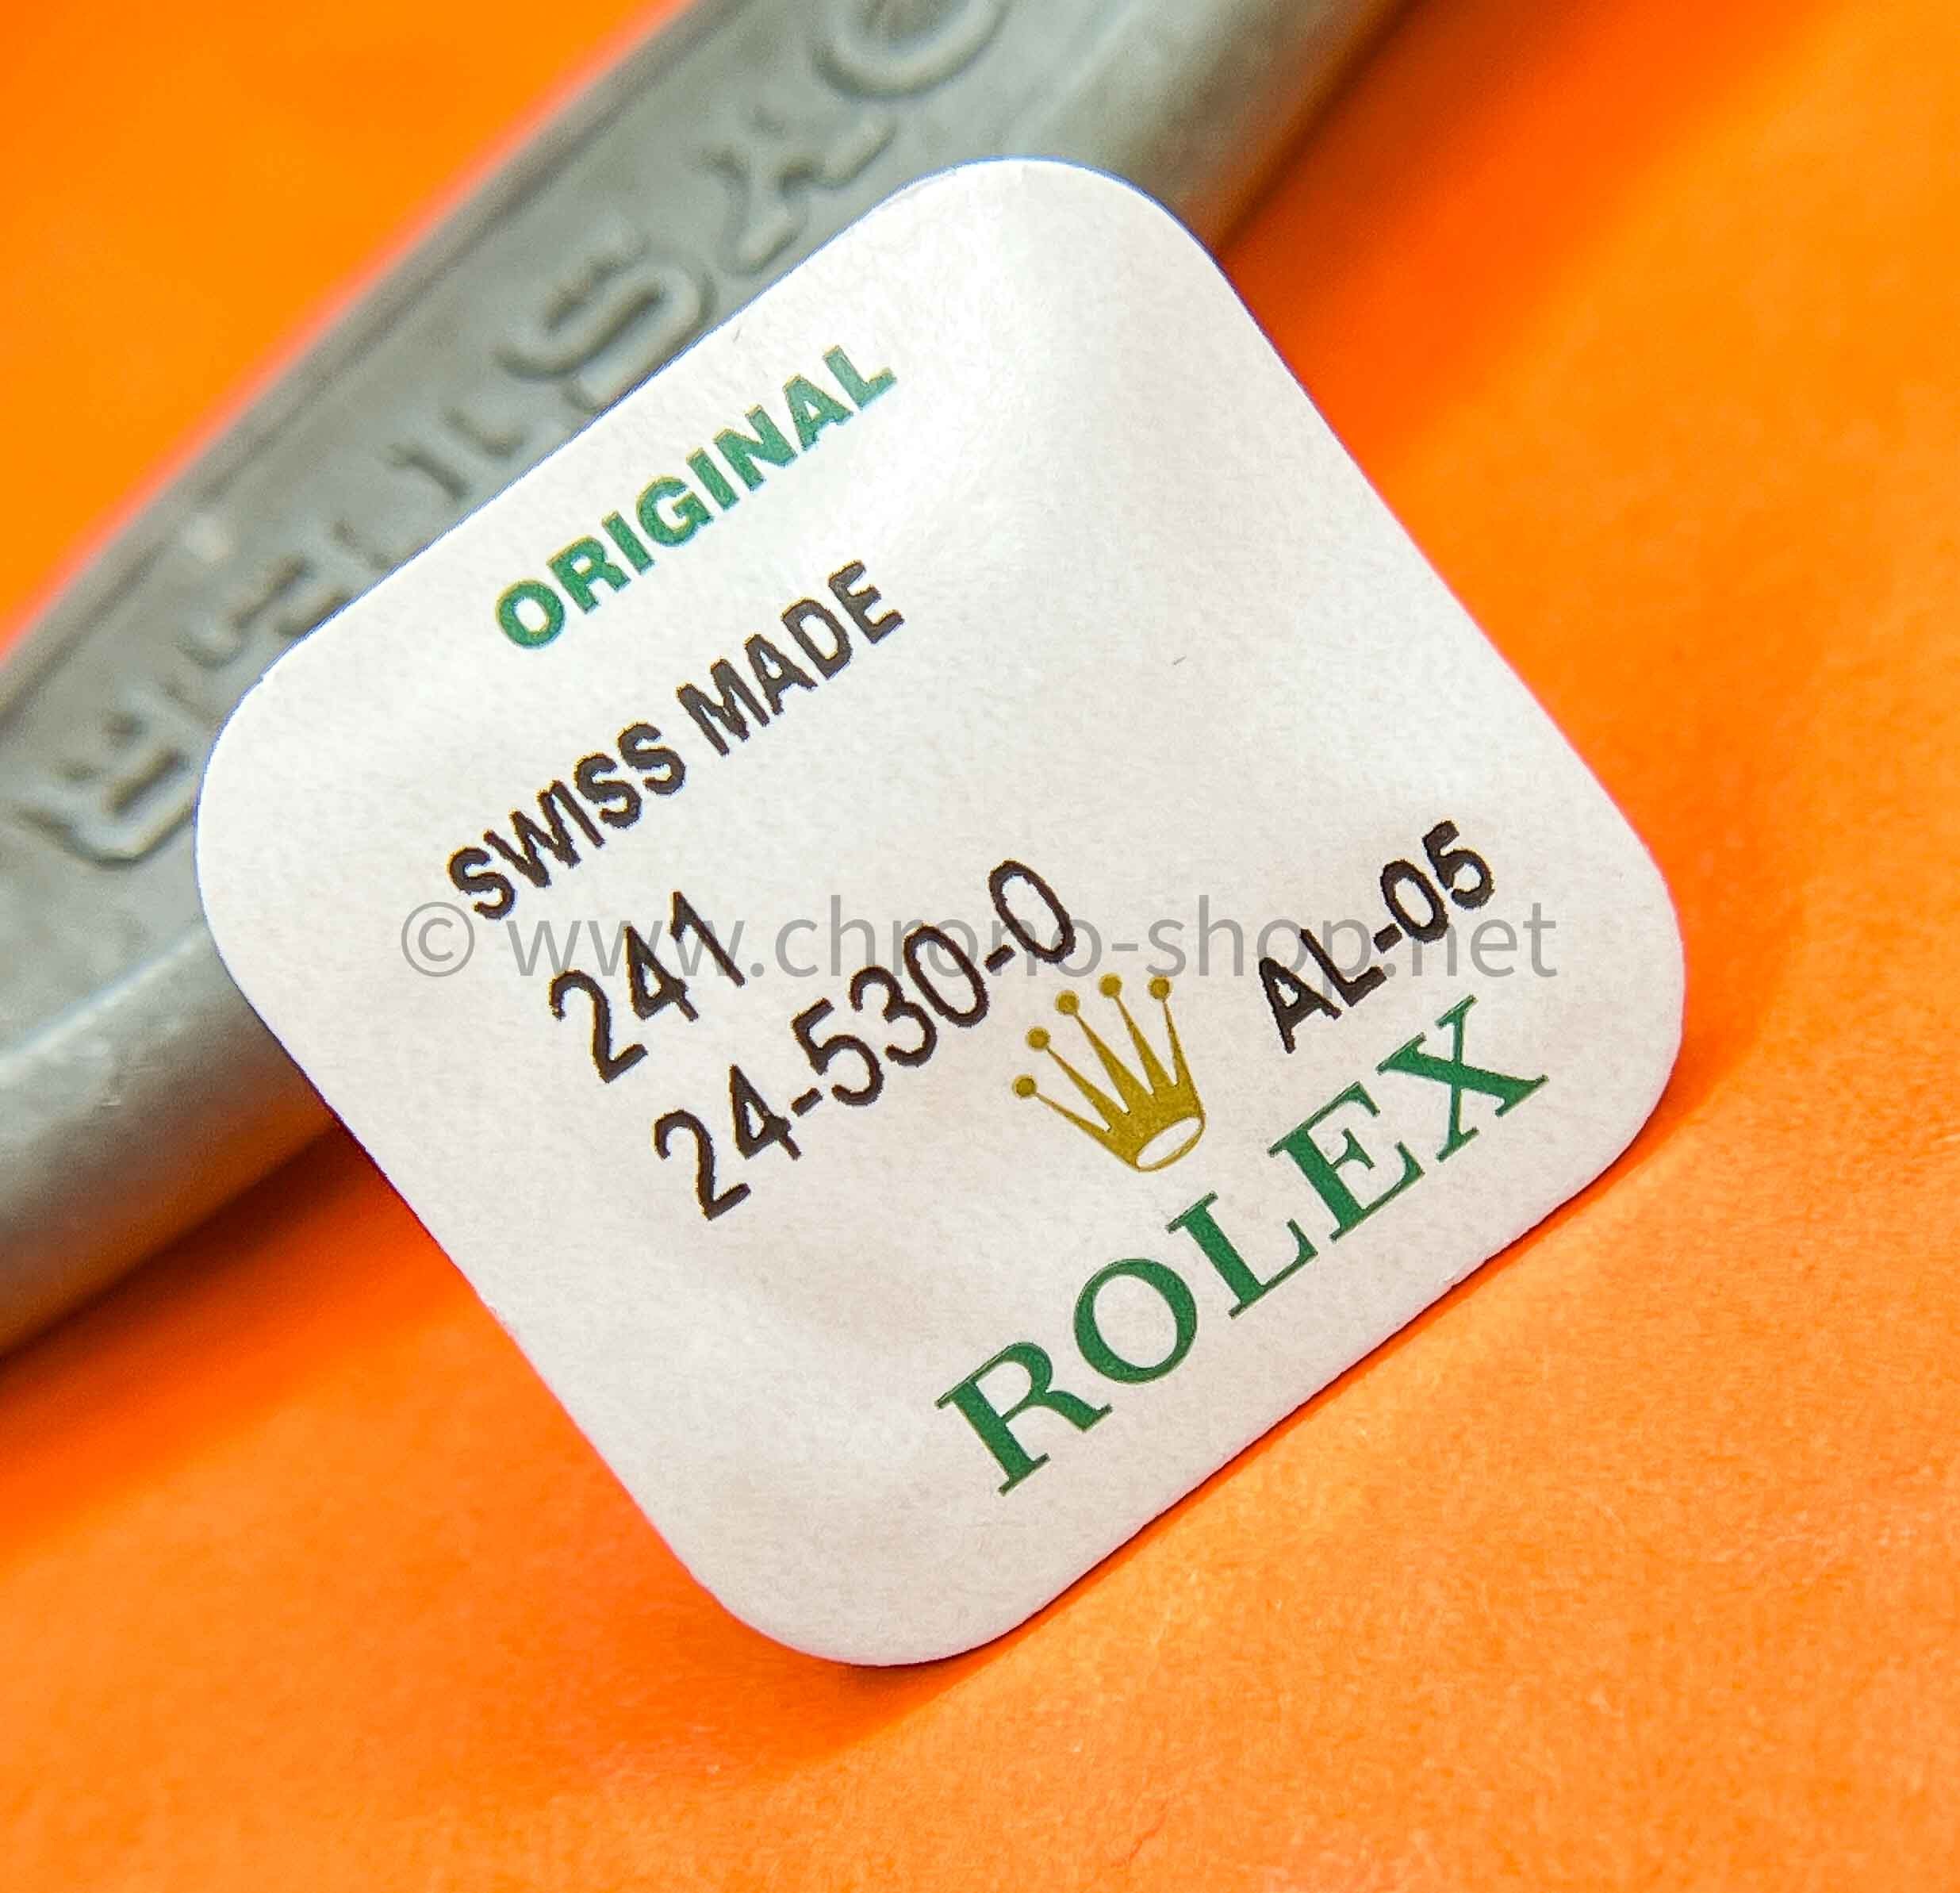 ORIGINAL
SWISS MADE
241
24-530-0
AL-05
ROLEX
© www.chrono-shop.net